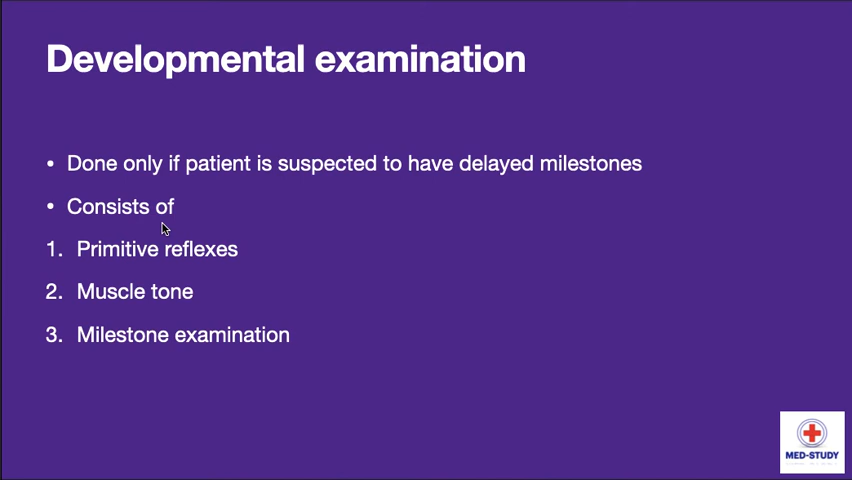 Developmental examination
• Done only if patient is suspected to have delayed milestones
• Consists of
1. Primitive reflexes
2. Muscle tone
3. Milestone examination
MED-STUDY